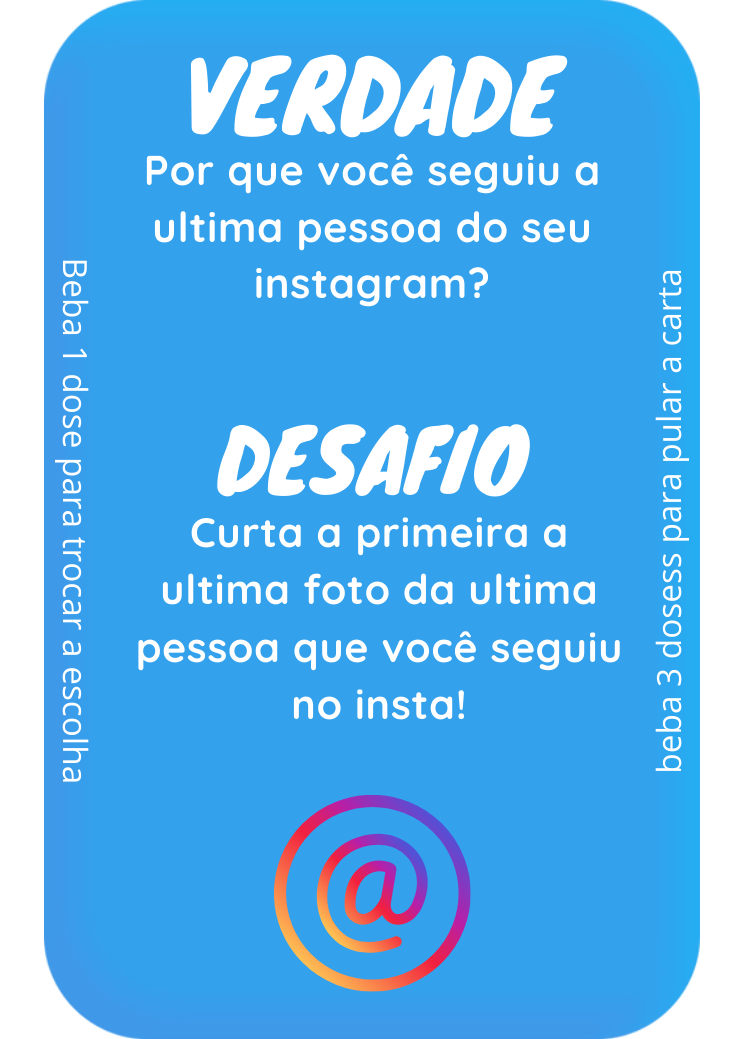 VERDADE
Por que você seguiu a
ultima pessoa do seu
instagram?
Beba 1 dose para trocar a escolha
beba 3 dosess para pular a carta
DESAFIO
Curta a primeira a
ultima foto da ultima
pessoa que você seguiu
no insta!
@